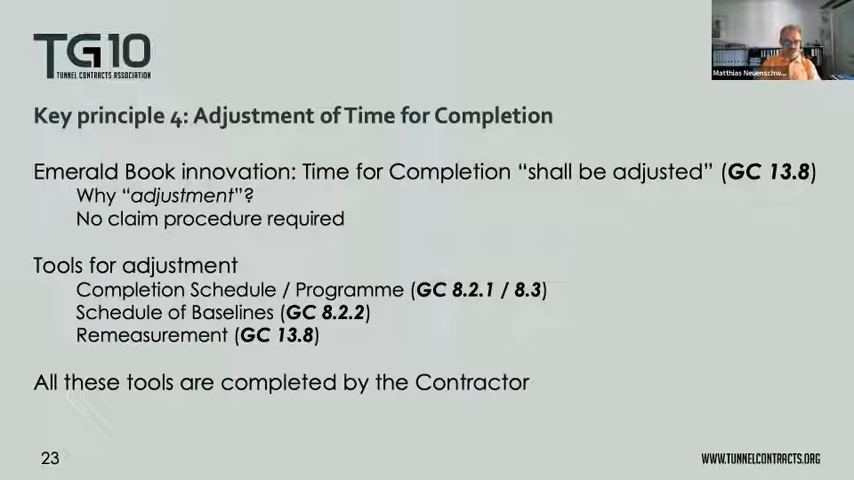 TG10
TUNNEL CONTRACTS ASSOCIATION
Matthias Neuenschw...
Key principle 4: Adjustment of Time for Completion
Emerald Book innovation: Time for Completion “shall be adjusted” (GC 13.8)
Why “adjustment”?
No claim procedure required
Tools for adjustment
Completion Schedule / Programme (GC 8.2.1 / 8.3)
Schedule of Baselines (GC 8.2.2)
Remeasurement (GC 13.8)
All these tools are completed by the Contractor
23
WWW.TUNNELCONTRACTS.ORG